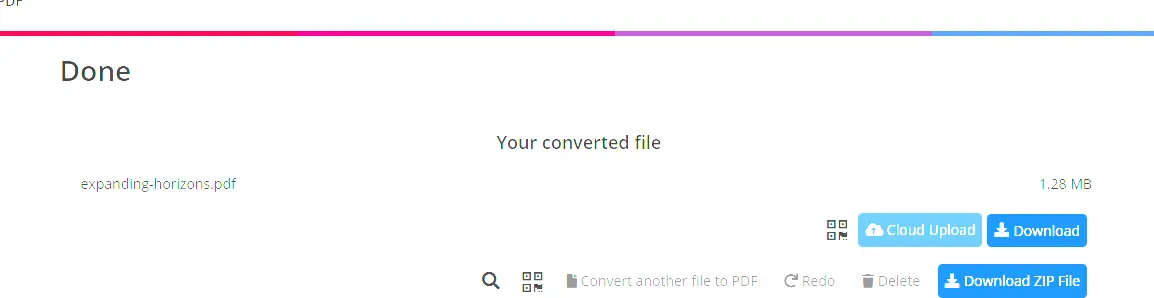 PDF
Done
Your converted file
expanding-horizons.pdf 1.28 MB
Cloud Upload Download
Convert another file to PDF Redo Delete Download ZIP File